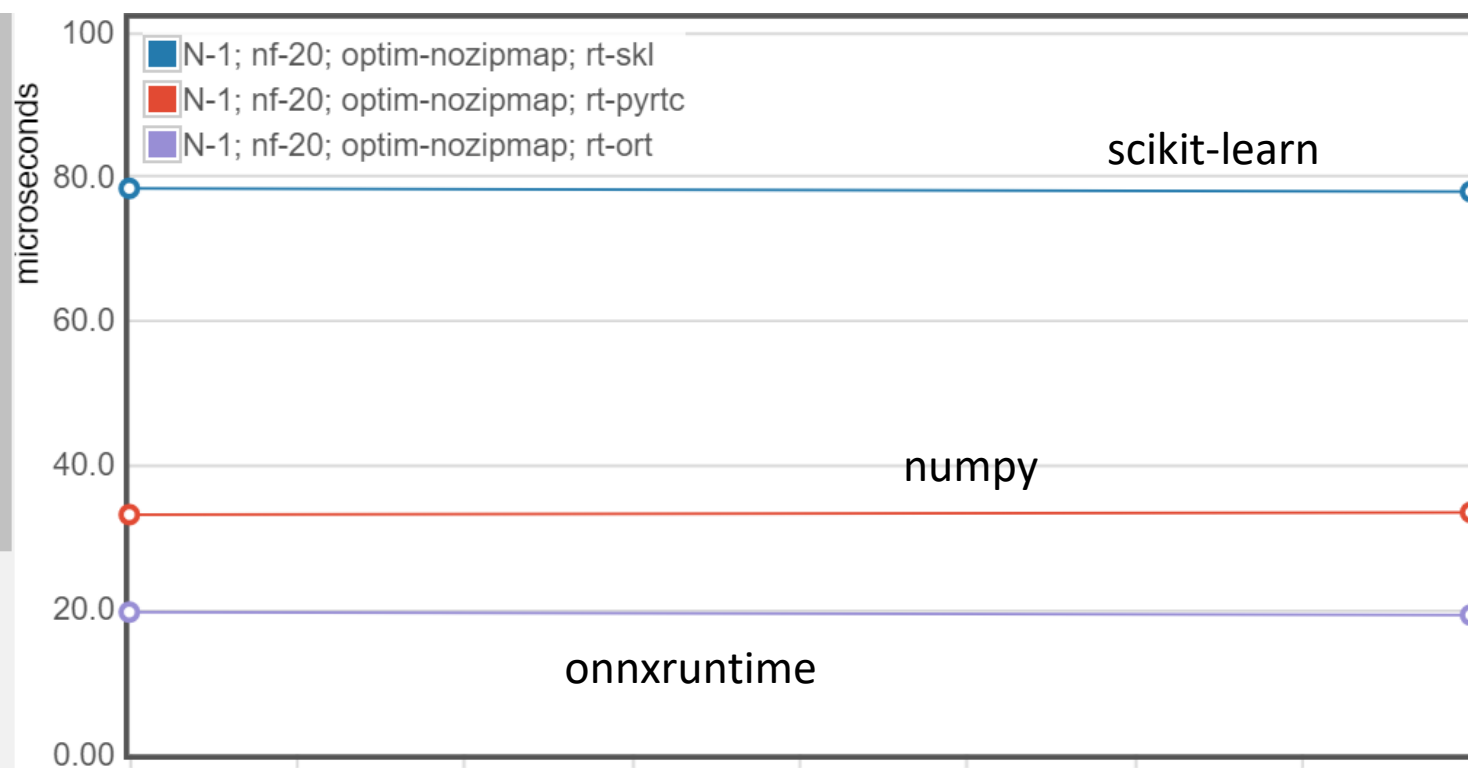 100
N-1; nf-20; optim-nozipmap; rt-skl
N-1; nf-20; optim-nozipmap; rt-pyrtc
N-1; nf-20; optim-nozipmap; rt-ort
microseconds
scikit-learn
80.0
60.0
40.0
numpy
20.0
onnxruntime
0.00